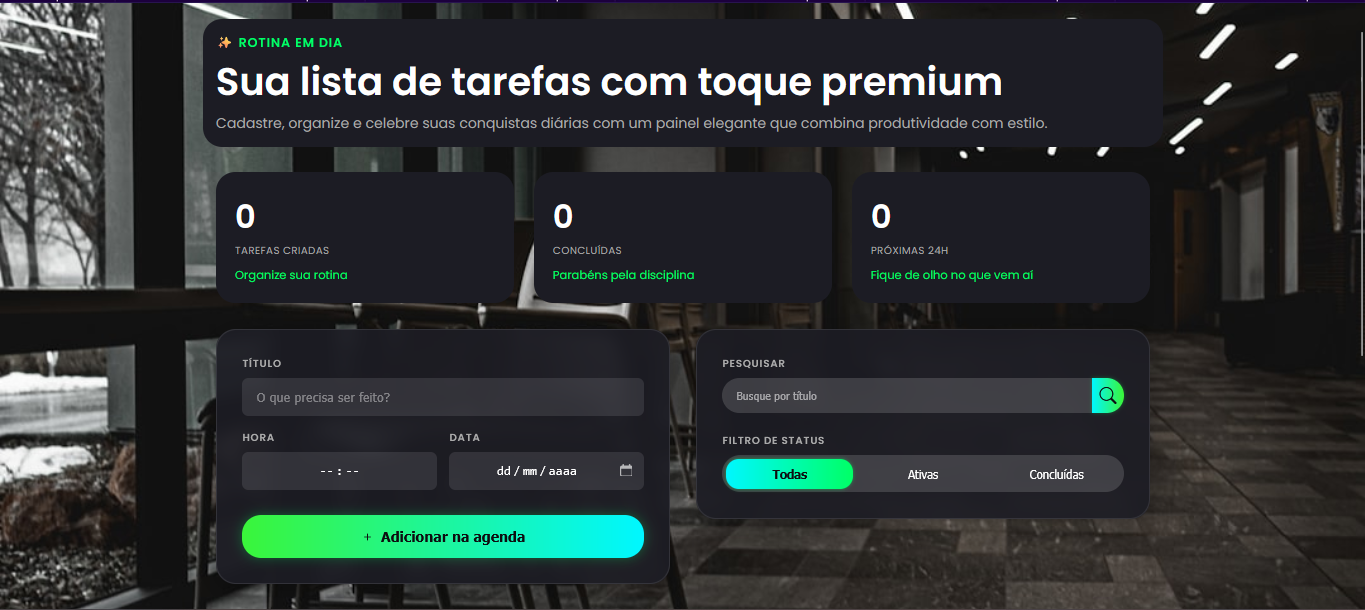 ✨ ROTINA EM DIA
Sua lista de tarefas com toque premium
Cadastre, organize e celebre suas conquistas diárias com um painel elegante que combina produtividade com estilo.
0
TAREFAS CRIADAS
Organize sua rotina
0
CONCLUÍDAS
Parabéns pela disciplina
0
PRÓXIMAS 24H
Fique de olho no que vem aí
TÍTULO
O que precisa ser feito?
HORA
--:--
DATA
dd/mm/aaaa
+ Adicionar na agenda
PESQUISAR
Busque por título
FILTRO DE STATUS
Todas
Ativas
Concluídas